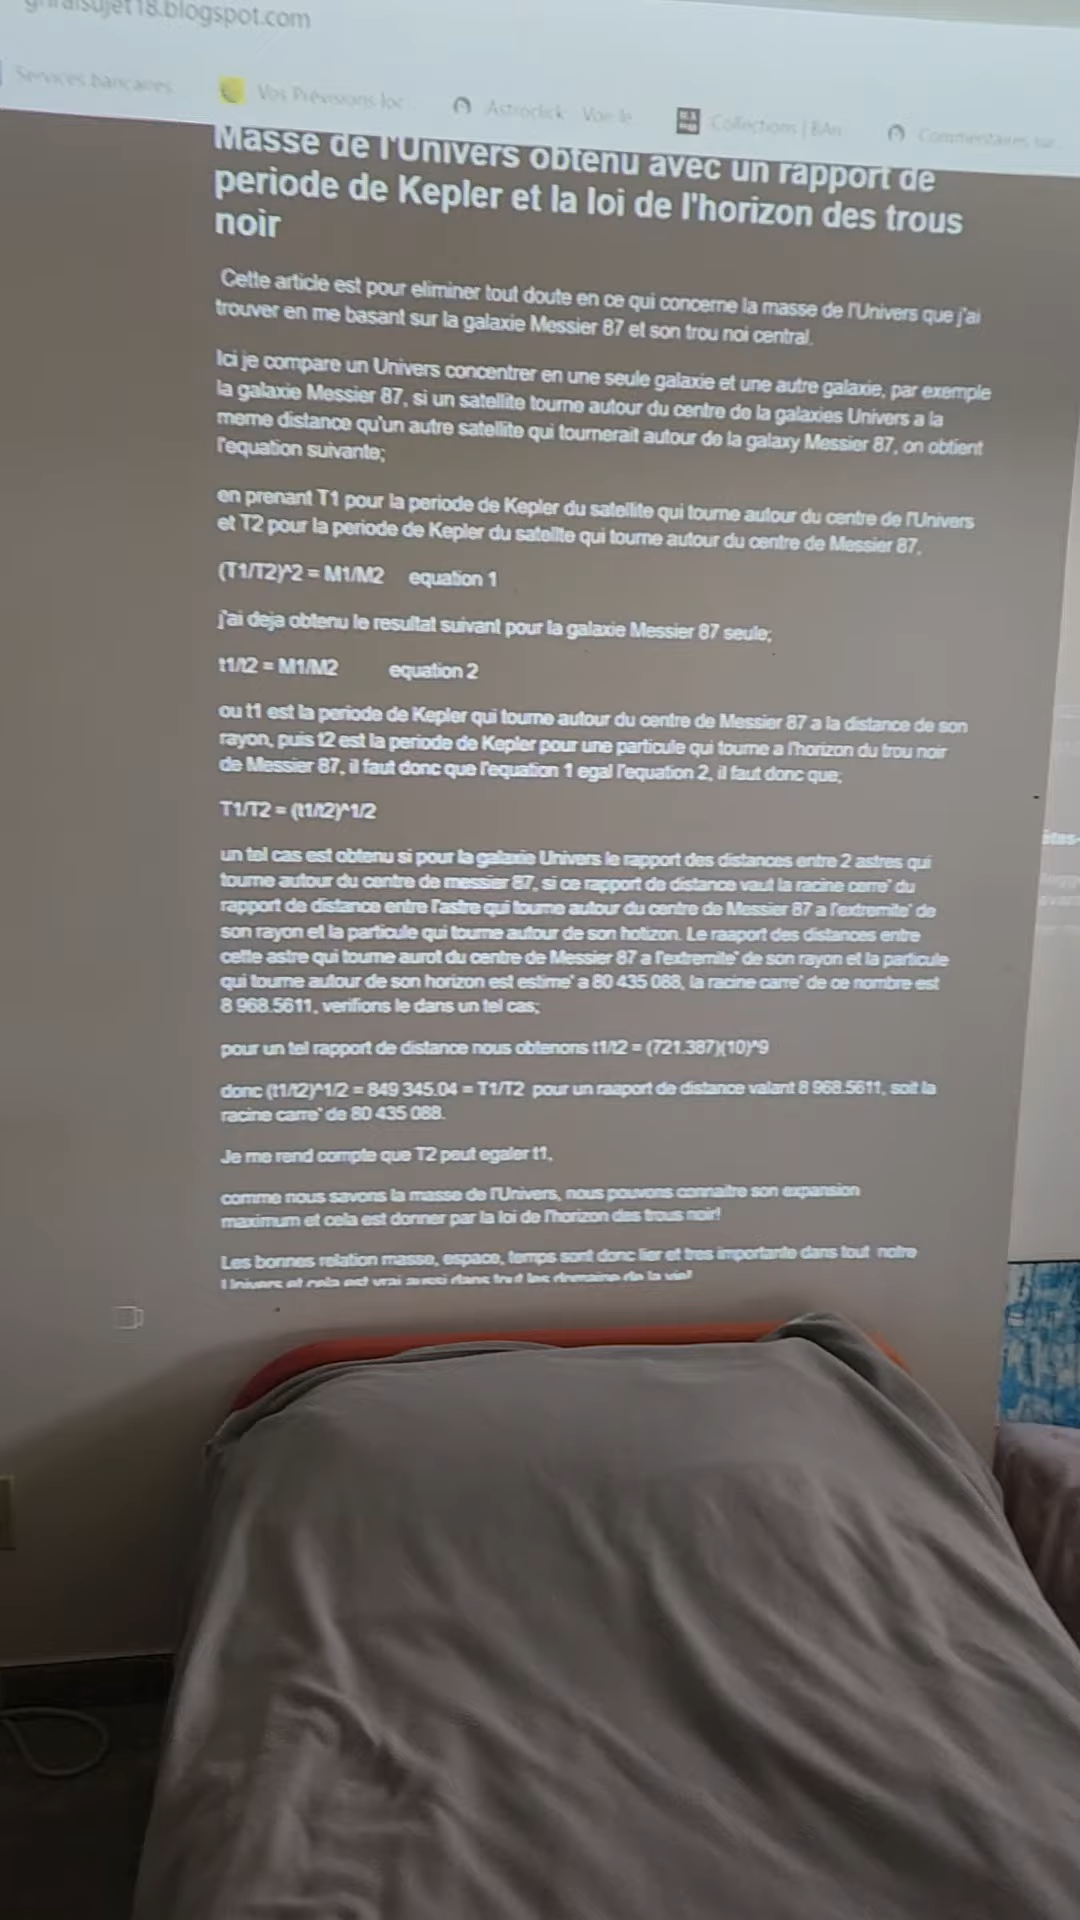 Services bancaires
Vos Prévisions loc
Astroclick Voir le
Collections | BAn
Commentaires sur
Masse de l'Univers obtenu avec un rapport de
periode de Kepler et la loi de l'horizon des trous
noir
Cette article est pour eliminer tout doute en ce qui concerne la masse de l'Univers que j'ai
trouver en me basant sur la galaxie Messier 87 et son trou noi central.
Ici je compare un Univers concentrer en une seule galaxie et une autre galaxie, par exemple
la galaxie Messier 87, si un satellite tourne autour du centre de la galaxies Univers a la
meme distance qu'un autre satellite qui tournerait autour de la galaxy Messier 87, on obtient
l'equation suivante;
en prenant T1 pour la periode de Kepler du satellite qui tourne autour du centre de l'Univers
et T2 pour la periode de Kepler du satellte qui tourne autour du centre de Messier 87,
(T1/T2)^2 = M1/M2 equation 1
j'ai deja obtenu le resultat suivant pour la galaxie Messier 87 seule;
t1/t2 = M1/M2 equation 2
ou t1 est la periode de Kepler qui tourne autour du centre de Messier 87 a la distance de son
rayon, puis t2 est la periode de Kepler pour une particule qui tourne a l'horizon du trou noir
de Messier 87, il faut donc que l'equation 1 egal l'equation 2, il faut donc que;
T1/T2 = (t1/t2)^1/2
un tel cas est obtenu si pour la galaxie Univers le rapport des distances entre 2 astres qui
tourne autour du centre de messier 87, si ce rapport de distance vaut la racine carre' du
rapport de distance entre l'astre qui tourne autour du centre de Messier 87 a l'extremite' de
son rayon et la particule qui tourne autour de son hotizon. Le raaport des distances entre
cette astre qui tourne aurot du centre de Messier 87 a l'extremite' de son rayon et la particule
qui tourne autour de son horizon est estime' a 80 435 088, la racine carre' de ce nombre est
8 968.5611, verifions le dans un tel cas;
pour un tel rapport de distance nous obtenons t1/t2 = (721.387)(10)^9
donc (t1/t2)^1/2 = 849 345.04 = T1/T2 pour un raaport de distance valant 8 968.5611, soit la
racine carre' de 80 435 088.
Je me rend compte que T2 peut egaler t1,
comme nous savons la masse de l'Univers, nous pouvons connaitre son expansion
maximum et cela est donner par la loi de l'horizon des trous noir!
Les bonnes relation masse, espace, temps sont donc lier et tres importante dans tout notre
Univers et cela est vrai aussi dans tout les domaine de la vie!